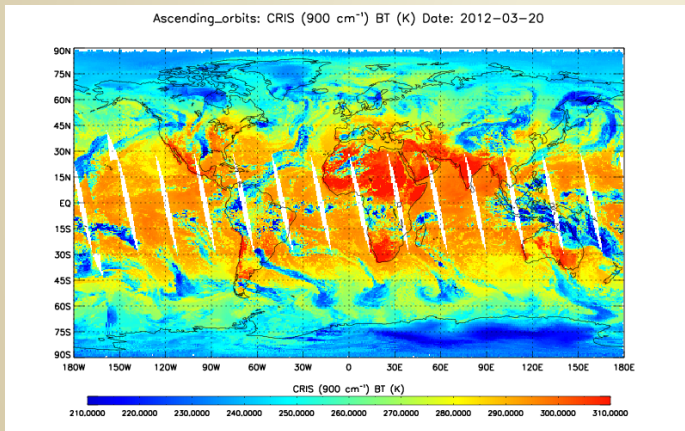 Ascending_orbits: CRIS (900 cm⁻¹) BT (K) Date: 2012-03-20
90N
75N
60N
45N
30N
15N
EQ
15S
30S
45S
60S
75S
90S
180W 150W 120W 90W 60W 30W 0 30E 60E 90E 120E 150E 180E
CRIS (900 cm⁻¹) BT (K)
210.0000 220.0000 230.0000 240.0000 250.0000 260.0000 270.0000 280.0000 290.0000 300.0000 310.0000